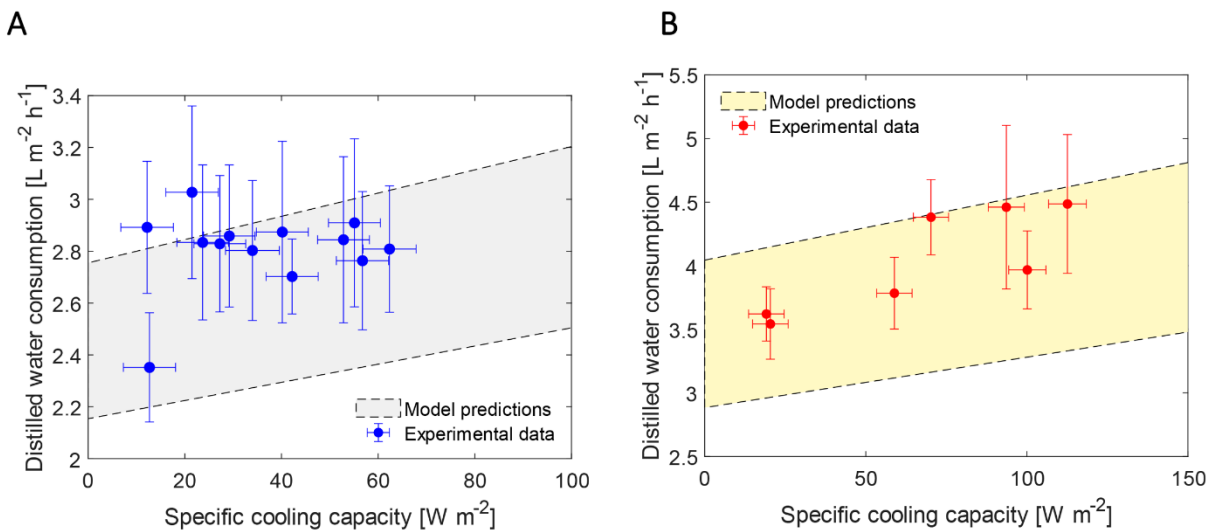 A
Distilled water consumption [L m⁻² h⁻¹]
3.4
3.2
3
2.8
2.6
2.4
2.2
2
0
20
40
60
80
100
Specific cooling capacity [W m⁻²]
Model predictions
Experimental data
B
Distilled water consumption [L m⁻² h⁻¹]
5.5
5
4.5
4
3.5
3
2.5
0
50
100
150
Specific cooling capacity [W m⁻²]
Model predictions
Experimental data